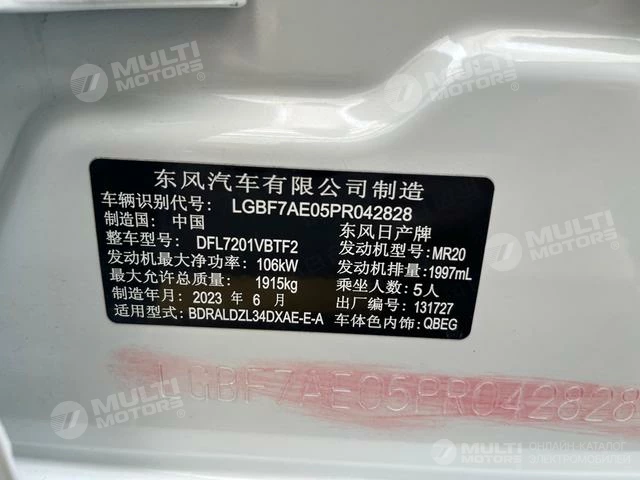 MULTI
MOTORS®
MULTI
MOTORS®
MULTI
MOTORS®
东风汽车有限公司制造
车辆识别代号: LGBF7AE05PR042828
制造国: 中国 东风日产牌
整车型号: DFL7201VBTF2 发动机型号: MR20
发动机最大净功率: 106kW 发动机排量: 1997mL
最大允许总质量: 1915kg 乘坐人数: 5人
制造年月: 2023 年 6 月 出厂编号: 131727
适用型式: BDRALDZL34DXAE-E-A 车体色内饰: QBEG
LGBF7AE05PR042828
MULTI
MOTORS®
MULTI
MOTORS®
MULTI
MOTORS
ОНЛАЙН-КАТАЛОГ
ЭЛЕКТРОМОБИЛЕЙ